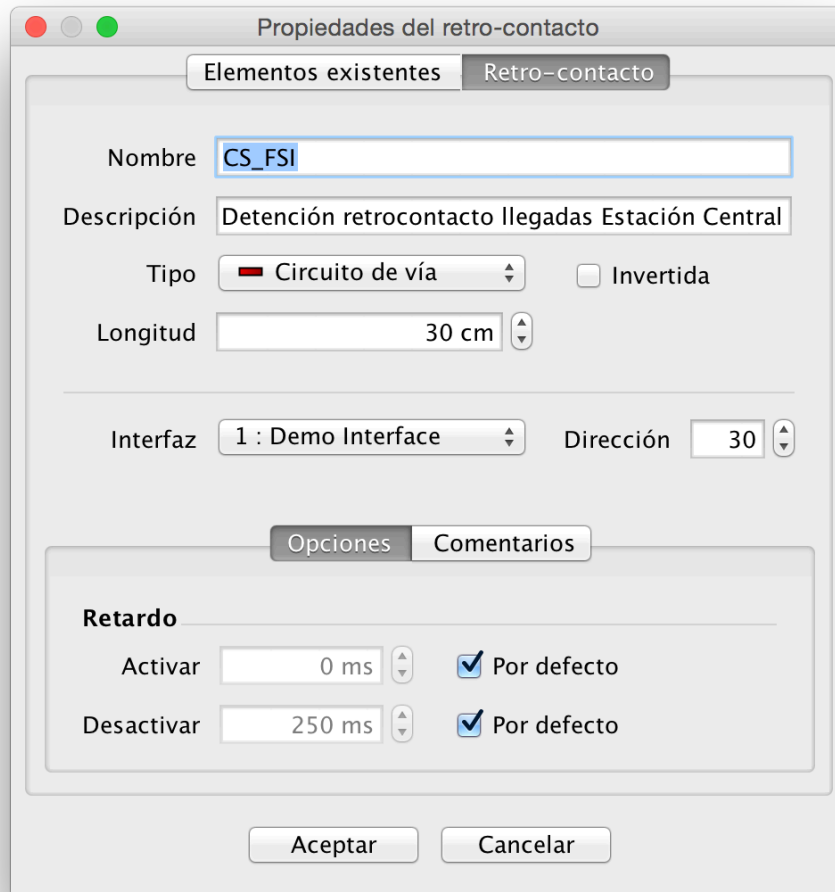 Propiedades del retro-contacto
Elementos existentes Retro-contacto
Nombre CS_FSI
Descripción Detención retrocontacto llegadas Estación Central
Tipo Circuito de vía Invertida
Longitud 30 cm
Interfaz 1 : Demo Interface Dirección 30
Opciones Comentarios
Retardo
Activar 0 ms Por defecto
Desactivar 250 ms Por defecto
Aceptar Cancelar